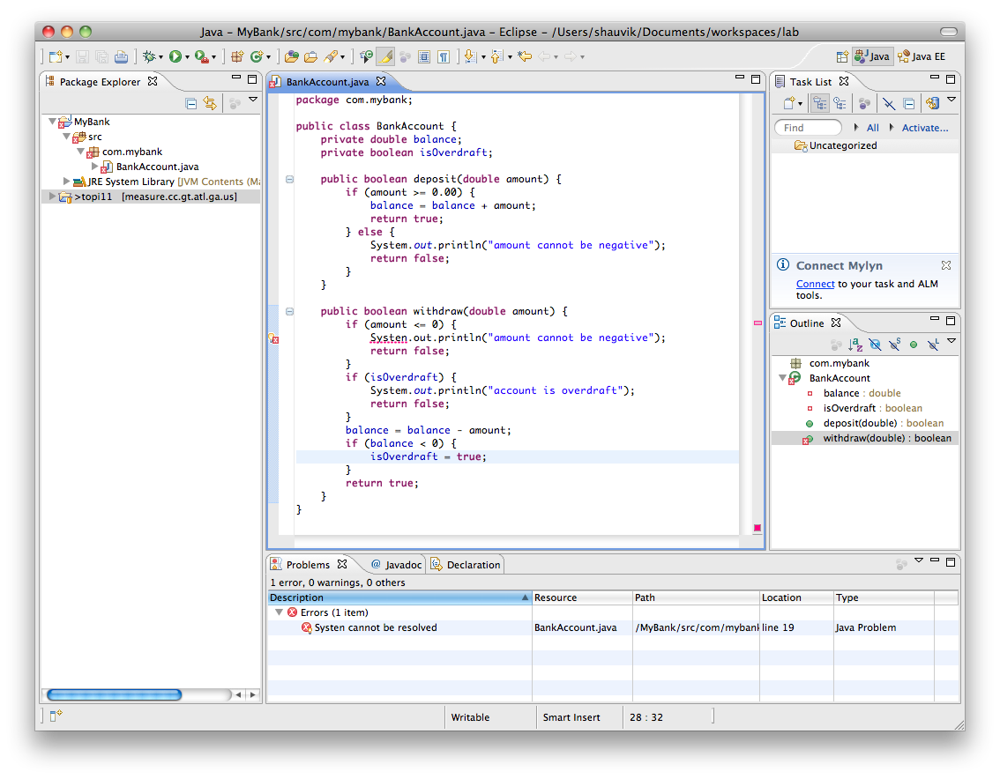 Java – MyBank/src/com/mybank/BankAccount.java – Eclipse – /Users/shauvik/Documents/workspaces/lab
Java
Java EE
Package Explorer
MyBank
src
com.mybank
BankAccount.java
JRE System Library [JVM Contents (Ma
>topi11 [measure.cc.gt.atl.ga.us]
BankAccount.java
package com.mybank;
public class BankAccount {
private double balance;
private boolean isOverdraft;
public boolean deposit(double amount) {
if (amount >= 0.00) {
balance = balance + amount;
return true;
} else {
System.out.println("amount cannot be negative");
return false;
}
}
public boolean withdraw(double amount) {
if (amount <= 0) {
Systen.out.println("amount cannot be negative");
return false;
}
if (isOverdraft) {
System.out.println("account is overdraft");
return false;
}
balance = balance - amount;
if (balance < 0) {
isOverdraft = true;
}
return true;
}
}
Task List
Find
All
Activate...
Uncategorized
Connect Mylyn
Connect to your task and ALM
tools.
Outline
com.mybank
BankAccount
balance : double
isOverdraft : boolean
deposit(double) : boolean
withdraw(double) : boolean
Problems
@ Javadoc
Declaration
1 error, 0 warnings, 0 others
Description Resource Path Location Type
Errors (1 item)
Systen cannot be resolved BankAccount.java /MyBank/src/com/mybank line 19 Java Problem
Writable Smart Insert 28 : 32